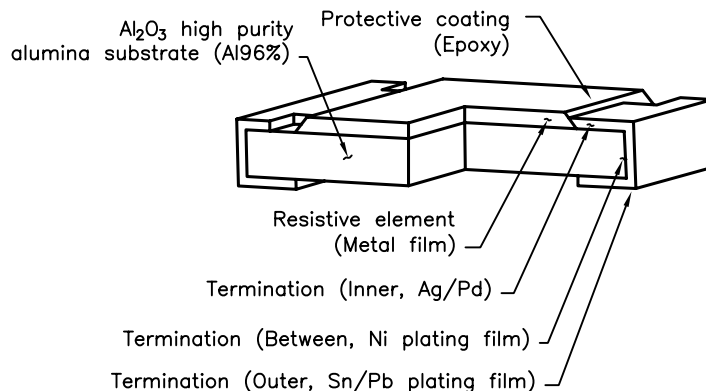 Al₂O₃ high purity
alumina substrate (Al96%)
Protective coating
(Epoxy)
Resistive element
(Metal film)
Termination (Inner, Ag/Pd)
Termination (Between, Ni plating film)
Termination (Outer, Sn/Pb plating film)